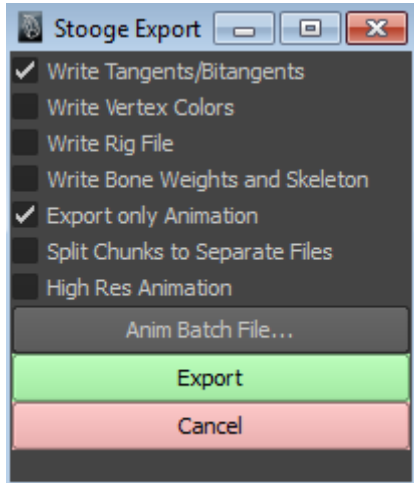 Stooge Export
Write Tangents/Bitangents
Write Vertex Colors
Write Rig File
Write Bone Weights and Skeleton
Export only Animation
Split Chunks to Separate Files
High Res Animation
Anim Batch File...
Export
Cancel